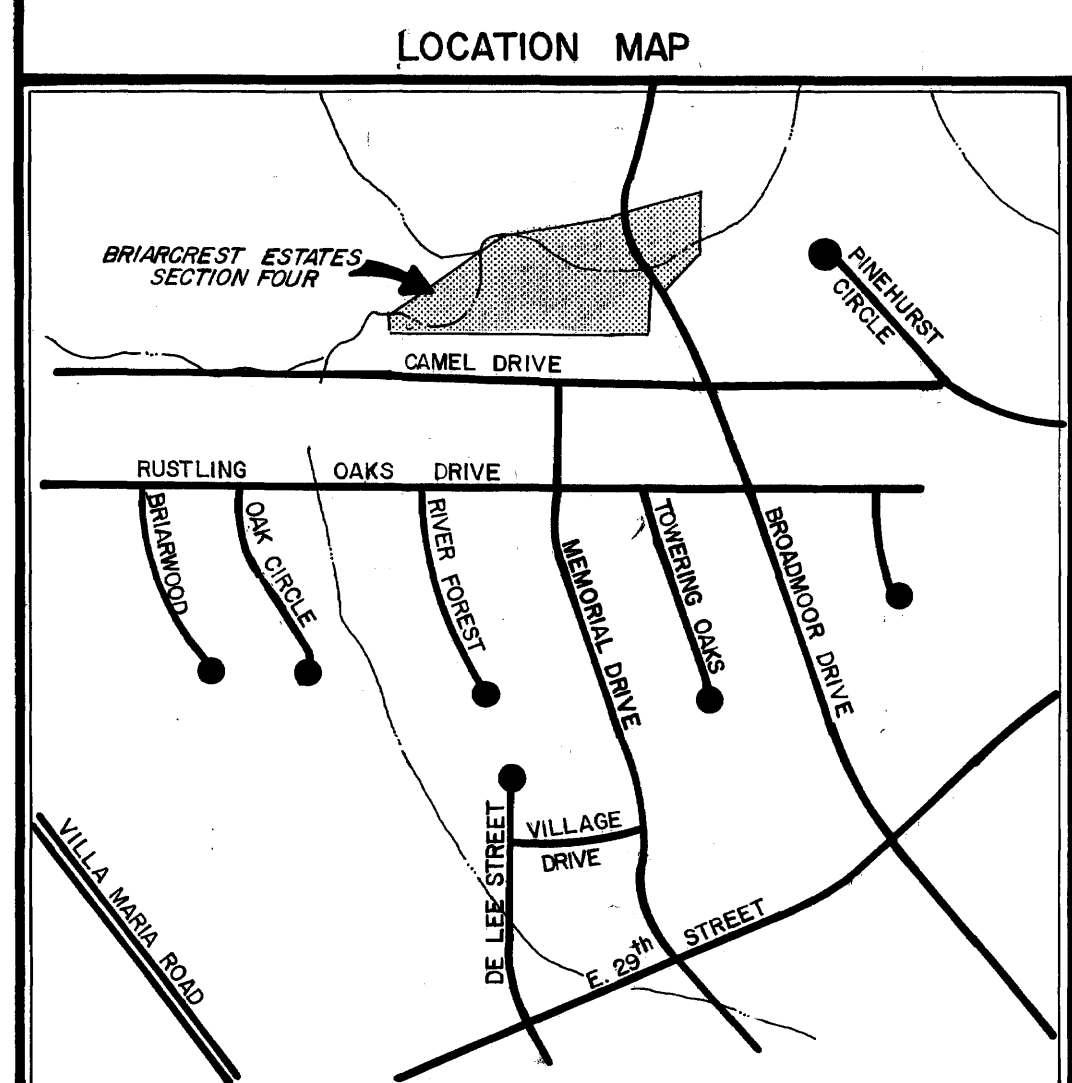 LOCATION MAP
BRIARCREST ESTATES
SECTION FOUR
PINEHURST
CIRCLE
CAMEL DRIVE
RUSTLING OAKS DRIVE
BRIARWOOD
OAK CIRCLE
RIVER FOREST
MEMORIAL DRIVE
TOWERING OAKS
BROADMOOR DRIVE
VILLAGE
DRIVE
DE LEE STREET
VILLA MARIA ROAD
E. 29th STREET